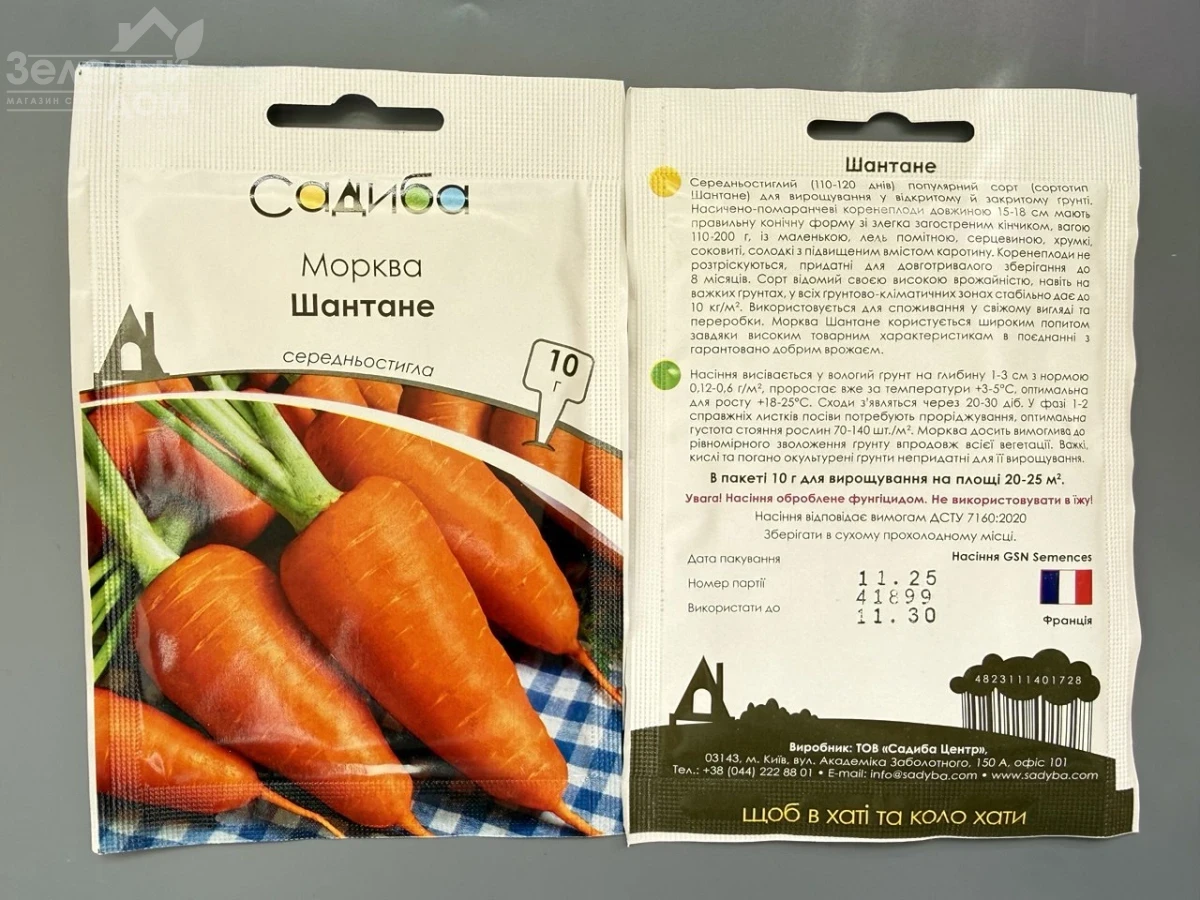 Зелёный
ДОМ
МАГАЗИН
Садиба
Морква
Шантане
середньостигла
10
г
Шантане
Середньостиглий (110-120 днів) популярний сорт (сортотип
Шантане) для вирощування у відкритому й закритому ґрунті.
Насичено-помаранчеві коренеплоди довжиною 15-18 см мають
правильну конічну форму зі злегка загостреним кінчиком, вагою
110-200 г, із маленькою, ледь помітною, серцевиною, хрумкі,
соковиті, солодкі з підвищеним вмістом каротину. Коренеплоди не
розтріскуються, придатні для довготривалого зберігання до
8 місяців. Сорт відомий своєю високою врожайністю, навіть на
важких ґрунтах, у всіх ґрунтово-кліматичних зонах стабільно дає до
10 кг/м². Використовується для споживання у свіжому вигляді та
переробки. Морква Шантане користується широким попитом
завдяки високим товарним характеристикам в поєднанні з
гарантовано добрим врожаєм.
Насіння висівається у вологий ґрунт на глибину 1-3 см з нормою
0,12-0,6 г/м², проростає вже за температури +3-5°С, оптимальна
для росту +18-25°С. Сходи з'являться через 20-30 діб. У фазі 1-2
справжніх листків посіви потребують проріджування, оптимальна
густота стояння рослин 70-140 шт./м². Морква досить вимоглива до
рівномірного зволоження ґрунту впродовж всієї вегетації. Важкі,
кислі та погано окультурені ґрунти непридатні для її вирощування.
В пакеті 10 г для вирощування на площі 20-25 м².
Увага! Насіння оброблене фунгіцидом. Не використовувати в їжу!
Насіння відповідає вимогам ДСТУ 7160:2020
Зберігати в сухому прохолодному місці.
Дата пакування 11.25
Номер партії 41899
Використати до 11.30
Насіння GSN Semences
Франція
4823111401728
Виробник: ТОВ «Садиба Центр»,
03143, м. Київ, вул. Академіка Заболотного, 150 А, офіс 101
Тел.: +38 (044) 222 88 01 • E-mail: info@sadyba.com • www.sadyba.com
щоб в хаті та коло хати